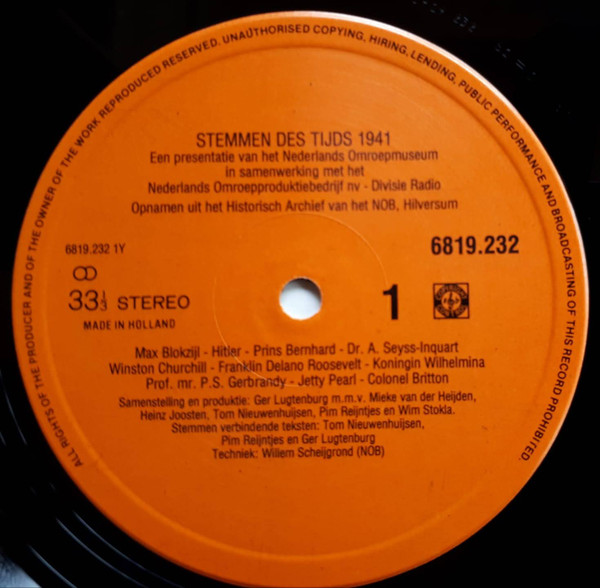 ALL RIGHTS OF THE PRODUCER AND OF THE OWNER OF THE WORK REPRODUCED RESERVED. UNAUTHORISED COPYING, HIRING, LENDING, PUBLIC PERFORMANCE AND BROADCASTING OF THIS RECORD PROHIBITED.
STEMMEN DES TIJDS 1941
Een presentatie van het Nederlands Omroepmuseum
in samenwerking met het
Nederlands Omroepproduktiebedrijf nv - Divisie Radio
Opnamen uit het Historisch Archief van het NOB, Hilversum
6819.232 1Y
6819.232
33 1/3 STEREO
1
MADE IN HOLLAND
Max Blokzijl - Hitler - Prins Bernhard - Dr. A. Seyss-Inquart
Winston Churchill - Franklin Delano Roosevelt - Koningin Wilhelmina
Prof. mr. P.S. Gerbrandy - Jetty Pearl - Colonel Britton
Samenstelling en produktie: Ger Lugtenburg m.m.v. Mieke van der Heijden,
Heinz Joosten, Tom Nieuwenhuijsen, Pim Reijntjes en Wim Stokla.
Stemmen verbindende teksten: Tom Nieuwenhuijsen,
Pim Reijntjes en Ger Lugtenburg
Techniek: Willem Scheijgrond (NOB)